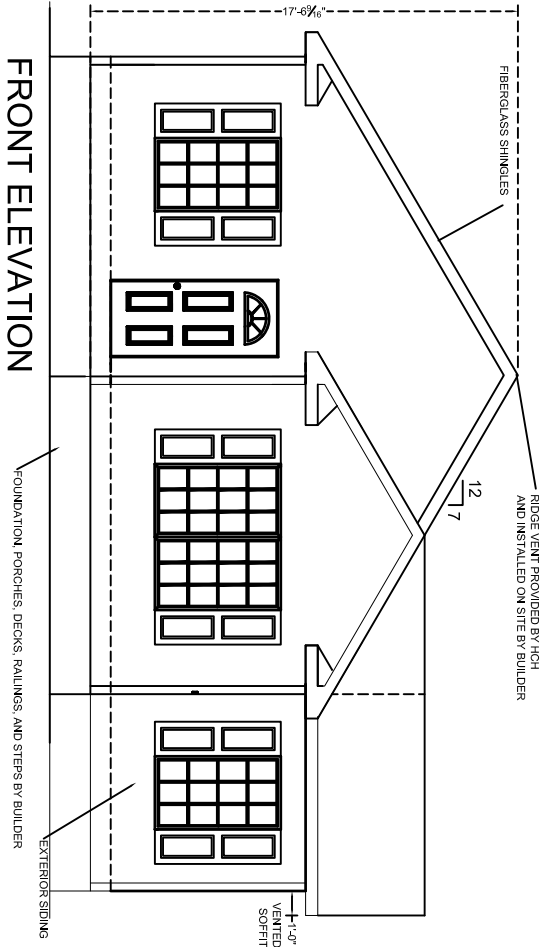 17'-6 9/16"
FIBERGLASS SHINGLES
RIDGE VENT PROVIDED BY HCH
AND INSTALLED ON SITE BY BUILDER
12
7
1'-0"
VENTED
SOFFIT
EXTERIOR SIDING
FOUNDATION, PORCHES, DECKS, RAILINGS, AND STEPS BY BUILDER
FRONT ELEVATION